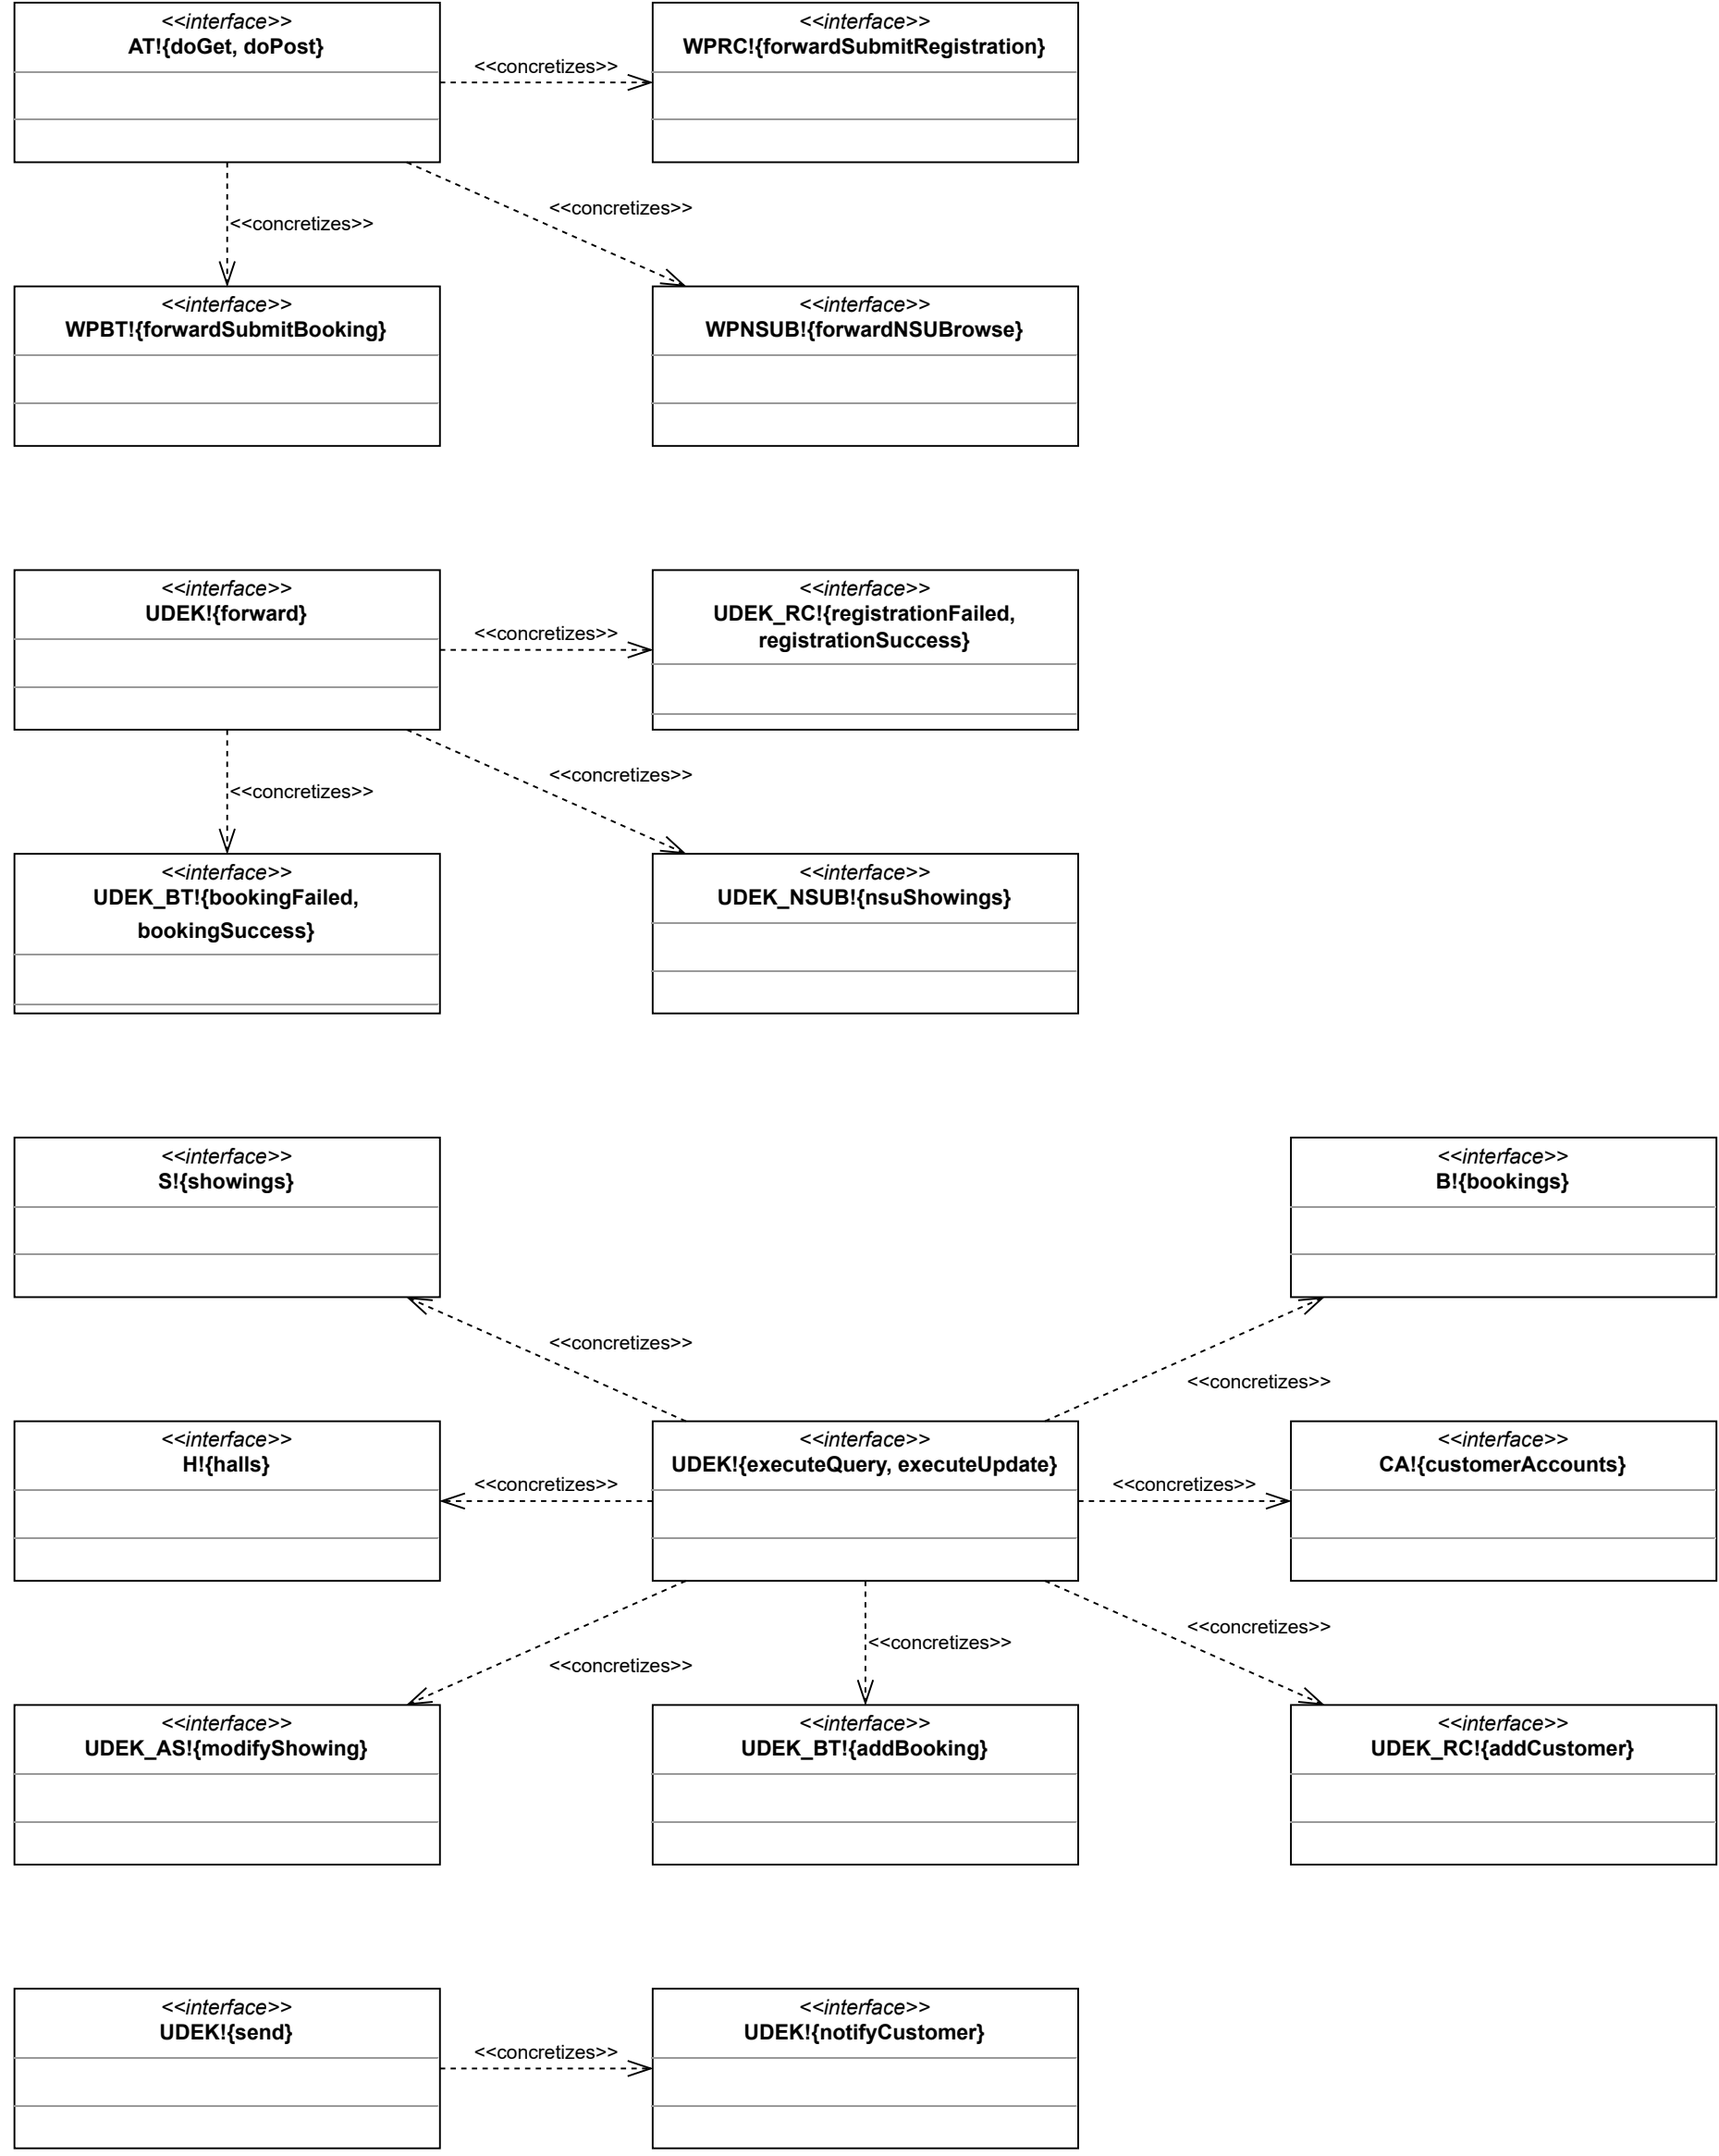 <<interface>>
AT!{doGet, doPost}
<<concretizes>>
<<interface>>
WPRC!{forwardSubmitRegistration}
<<concretizes>>
<<concretizes>>
<<interface>>
WPBT!{forwardSubmitBooking}
<<interface>>
WPNSUB!{forwardNSUBrowse}
<<interface>>
UDEK!{forward}
<<concretizes>>
<<interface>>
UDEK_RC!{registrationFailed,
registrationSuccess}
<<concretizes>>
<<concretizes>>
<<interface>>
UDEK_BT!{bookingFailed,
bookingSuccess}
<<interface>>
UDEK_NSUB!{nsuShowings}
<<interface>>
S!{showings}
<<interface>>
B!{bookings}
<<concretizes>>
<<concretizes>>
<<interface>>
H!{halls}
<<concretizes>>
<<interface>>
UDEK!{executeQuery, executeUpdate}
<<concretizes>>
<<interface>>
CA!{customerAccounts}
<<concretizes>>
<<concretizes>>
<<concretizes>>
<<interface>>
UDEK_AS!{modifyShowing}
<<interface>>
UDEK_BT!{addBooking}
<<interface>>
UDEK_RC!{addCustomer}
<<interface>>
UDEK!{send}
<<concretizes>>
<<interface>>
UDEK!{notifyCustomer}